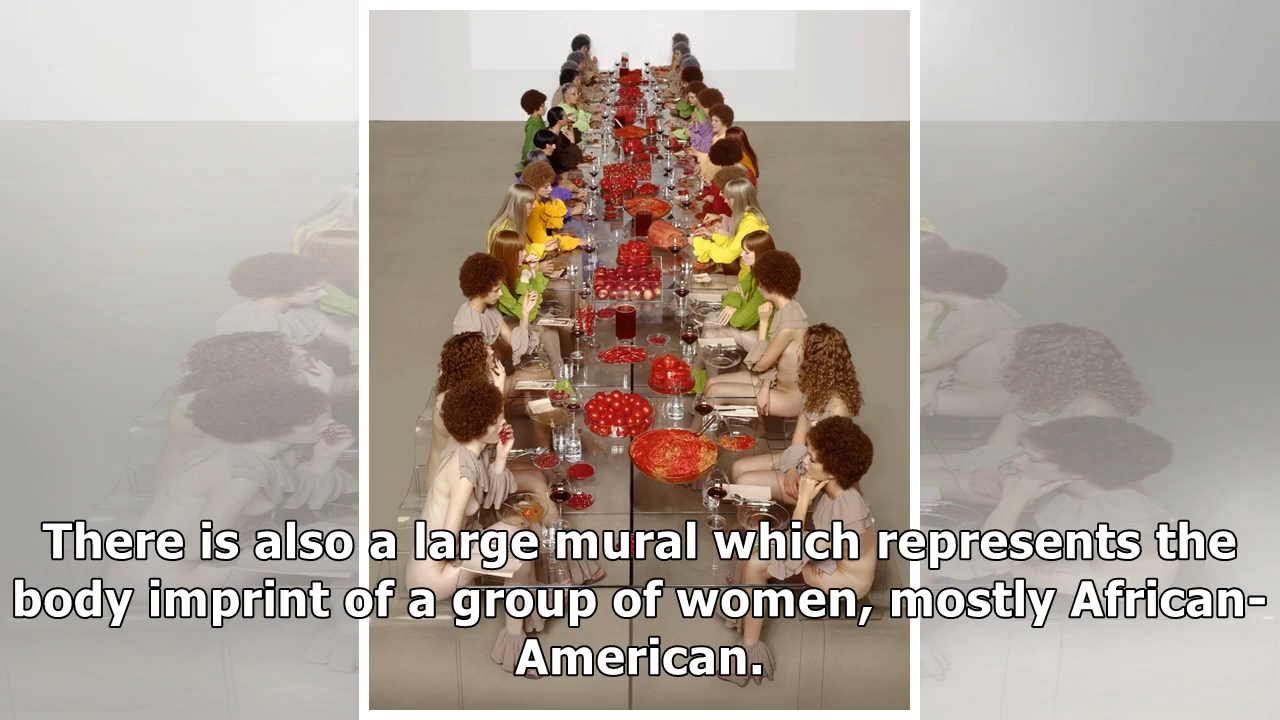 There is also a large mural which represents the
body imprint of a group of women, mostly African-
American.